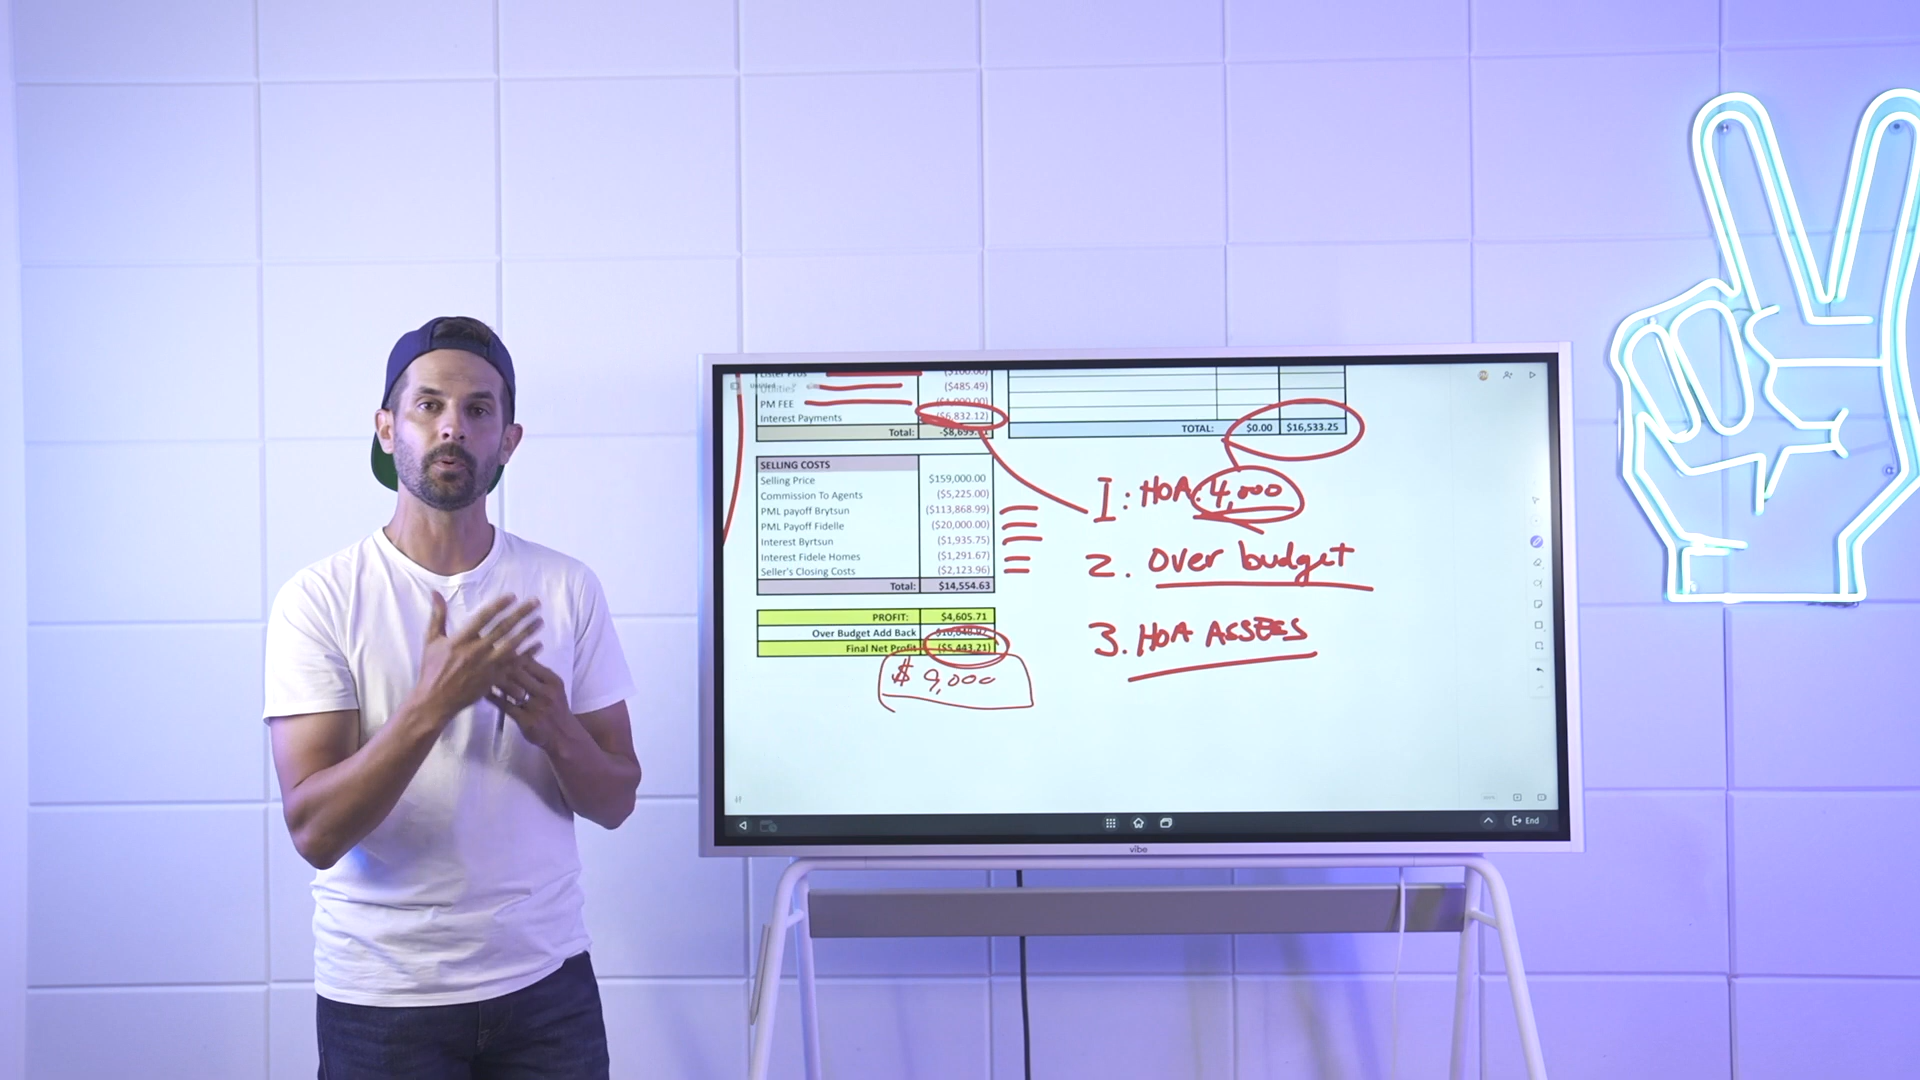 ($485.49)
PM FEE
Interest Payments ($6,832.12)
Total:
TOTAL: $0.00 $16,533.25
SELLING COSTS
Selling Price $159,000.00
Commission To Agents ($5,225.00)
PML payoff Brytsun ($113,868.99)
PML Payoff Fidelle ($20,000.00)
Interest Byrtsun ($1,935.75)
Interest Fidele Homes ($1,291.67)
Seller's Closing Costs ($2,123.96)
Total: $14,554.63
PROFIT: $4,605.71
Over Budget Add Back
Final Net Profit ($5,443.21)
$ 9,000
1: HOA: 4,000
2. Over budget
3. HOA ASSESS
End
vibe